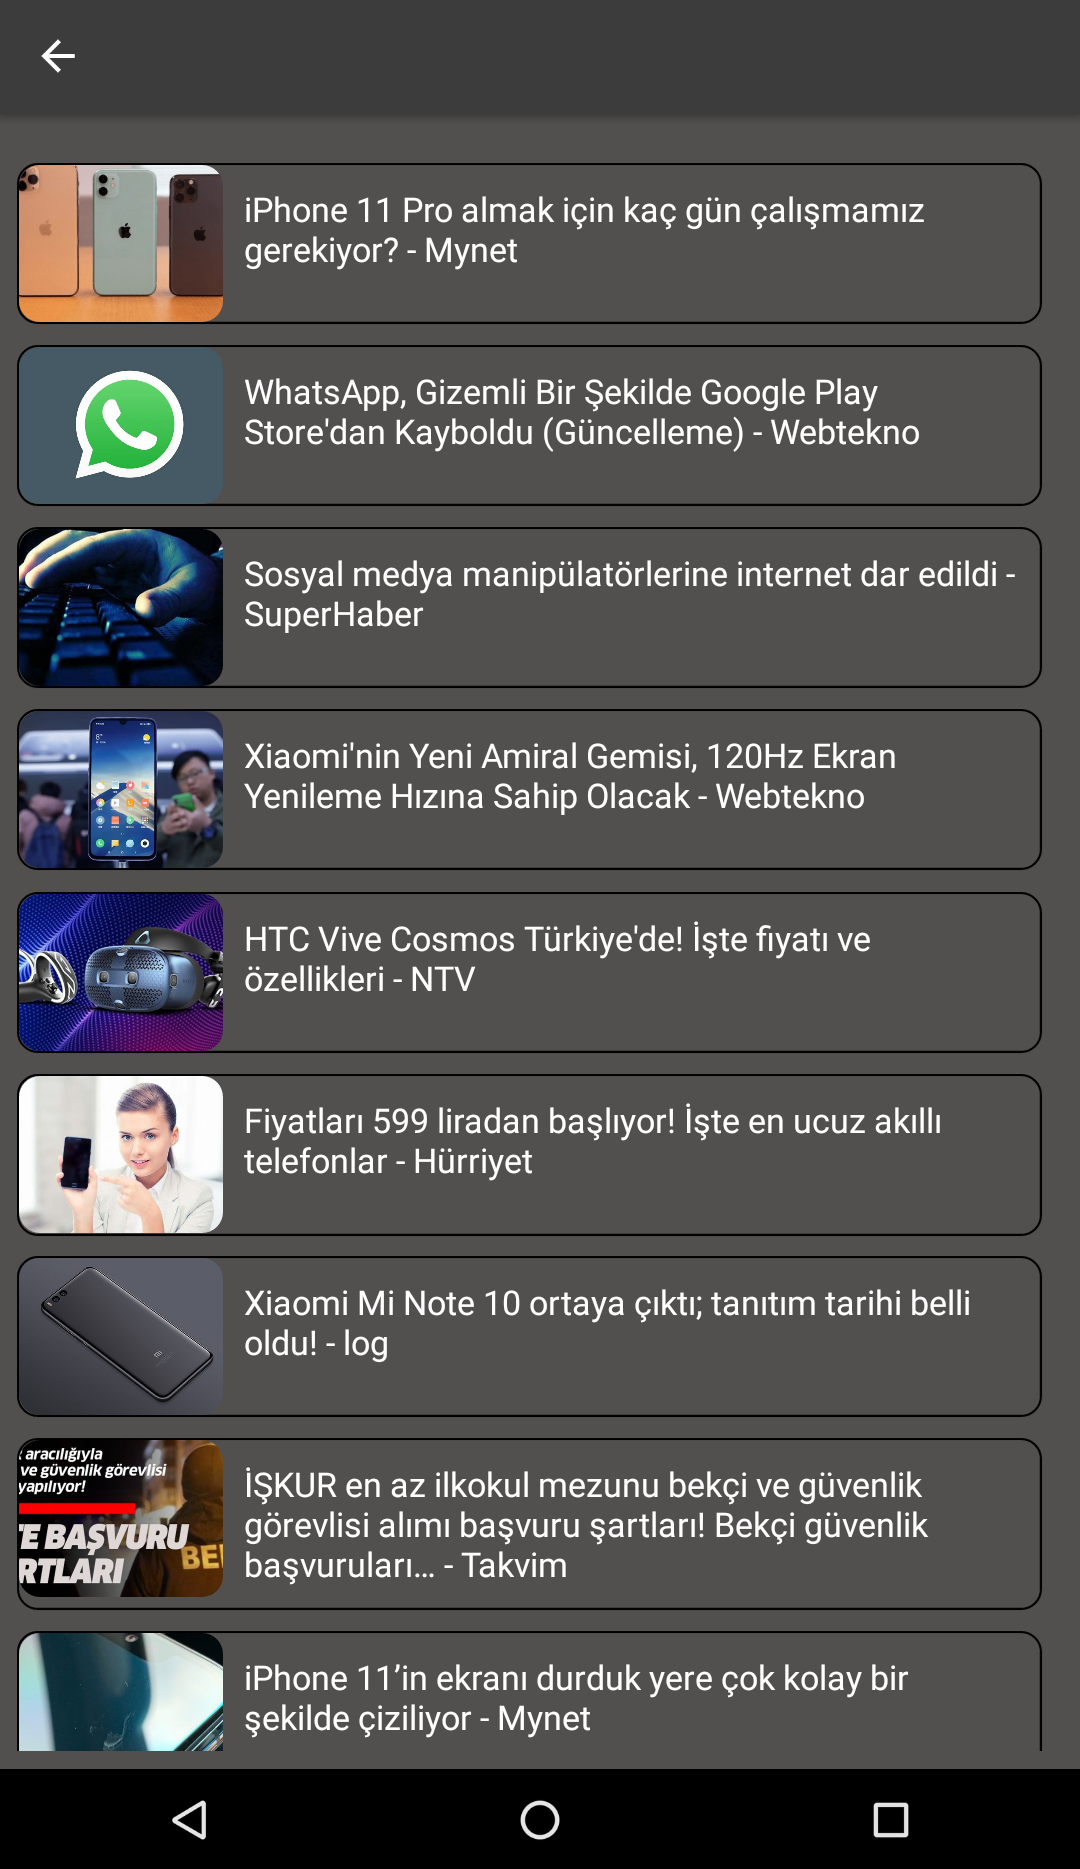 iPhone 11 Pro almak için kaç gün çalışmamız
gerekiyor? - Mynet
WhatsApp, Gizemli Bir Şekilde Google Play
Store'dan Kayboldu (Güncelleme) - Webtekno
Sosyal medya manipülatörlerine internet dar edildi -
SuperHaber
Xiaomi'nin Yeni Amiral Gemisi, 120Hz Ekran
Yenileme Hızına Sahip Olacak - Webtekno
HTC Vive Cosmos Türkiye'de! İşte fiyatı ve
özellikleri - NTV
Fiyatları 599 liradan başlıyor! İşte en ucuz akıllı
telefonlar - Hürriyet
Xiaomi Mi Note 10 ortaya çıktı; tanıtım tarihi belli
oldu! - log
aracılığıyla
ve güvenlik görevlisi
yapılıyor!
E BAŞVURU
RTLARI
BE
İŞKUR en az ilkokul mezunu bekçi ve güvenlik
görevlisi alımı başvuru şartları! Bekçi güvenlik
başvuruları... - Takvim
iPhone 11’in ekranı durduk yere çok kolay bir
şekilde çiziliyor - Mynet